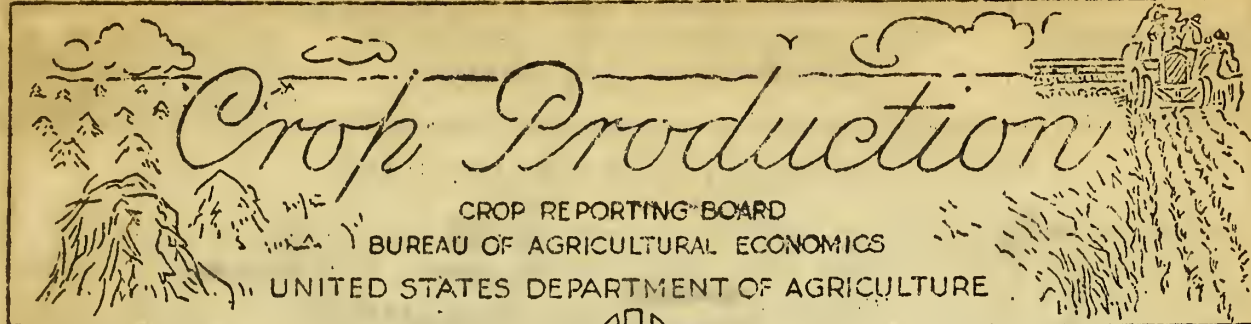 Crop Production
CROP REPORTING BOARD
BUREAU OF AGRICULTURAL ECONOMICS
UNITED STATES DEPARTMENT OF AGRICULTURE